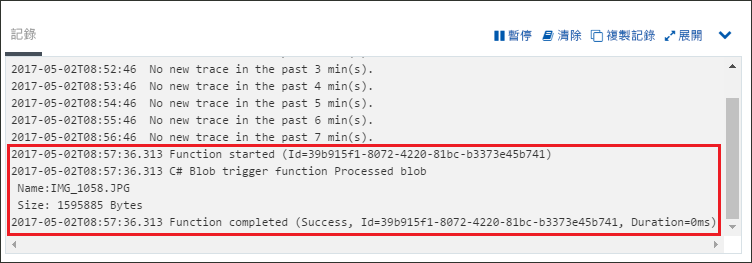 記錄
暫停 清除 複製記錄 展開
2017-05-02T08:52:46  No new trace in the past 3 min(s).
2017-05-02T08:53:46  No new trace in the past 4 min(s).
2017-05-02T08:54:46  No new trace in the past 5 min(s).
2017-05-02T08:55:46  No new trace in the past 6 min(s).
2017-05-02T08:56:46  No new trace in the past 7 min(s).
2017-05-02T08:57:36.313 Function started (Id=39b915f1-8072-4220-81bc-b3373e45b741)
2017-05-02T08:57:36.313 C# Blob trigger function Processed blob
Name:IMG_1058.JPG
Size: 1595885 Bytes
2017-05-02T08:57:36.313 Function completed (Success, Id=39b915f1-8072-4220-81bc-b3373e45b741, Duration=0ms)